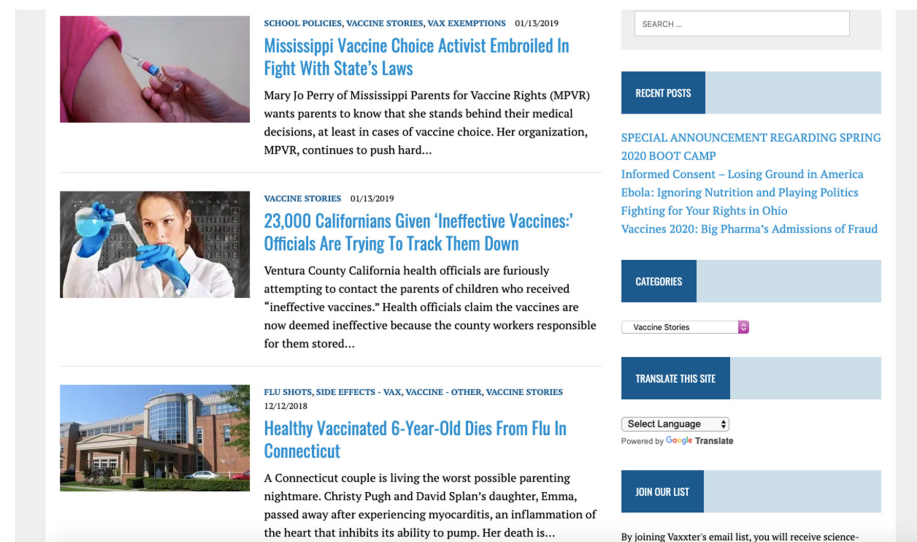 SCHOOL POLICIES, VACCINE STORIES, VAX EXEMPTIONS 01/13/2019
Mississippi Vaccine Choice Activist Embroiled In
Fight With State's Laws
Mary Jo Perry of Mississippi Parents for Vaccine Rights (MPVR)
wants parents to know that she stands behind their medical
decisions, at least in cases of vaccine choice. Her organization,
MPVR, continues to push hard…
VACCINE STORIES 01/13/2019
23,000 Californians Given 'Ineffective Vaccines:'
Officials Are Trying To Track Them Down
Ventura County California health officials are furiously
attempting to contact the parents of children who received
"ineffective vaccines." Health officials claim the vaccines are
now deemed ineffective because the county workers responsible
for them stored…
FLU SHOTS, SIDE EFFECTS - VAX, VACCINE - OTHER, VACCINE STORIES
12/12/2018
Healthy Vaccinated 6-Year-Old Dies From Flu In
Connecticut
A Connecticut couple is living the worst possible parenting
nightmare. Christy Pugh and David Splan's daughter, Emma,
passed away after experiencing myocarditis, an inflammation of
the heart that inhibits its ability to pump. Her death is…
SEARCH …
RECENT POSTS
SPECIAL ANNOUNCEMENT REGARDING SPRING
2020 BOOT CAMP
Informed Consent – Losing Ground in America
Ebola: Ignoring Nutrition and Playing Politics
Fighting for Your Rights in Ohio
Vaccines 2020: Big Pharma's Admissions of Fraud
CATEGORIES
Vaccine Stories
TRANSLATE THIS SITE
Select Language
Powered by Google Translate
JOIN OUR LIST
By joining Vaxxter's email list, you will receive science-